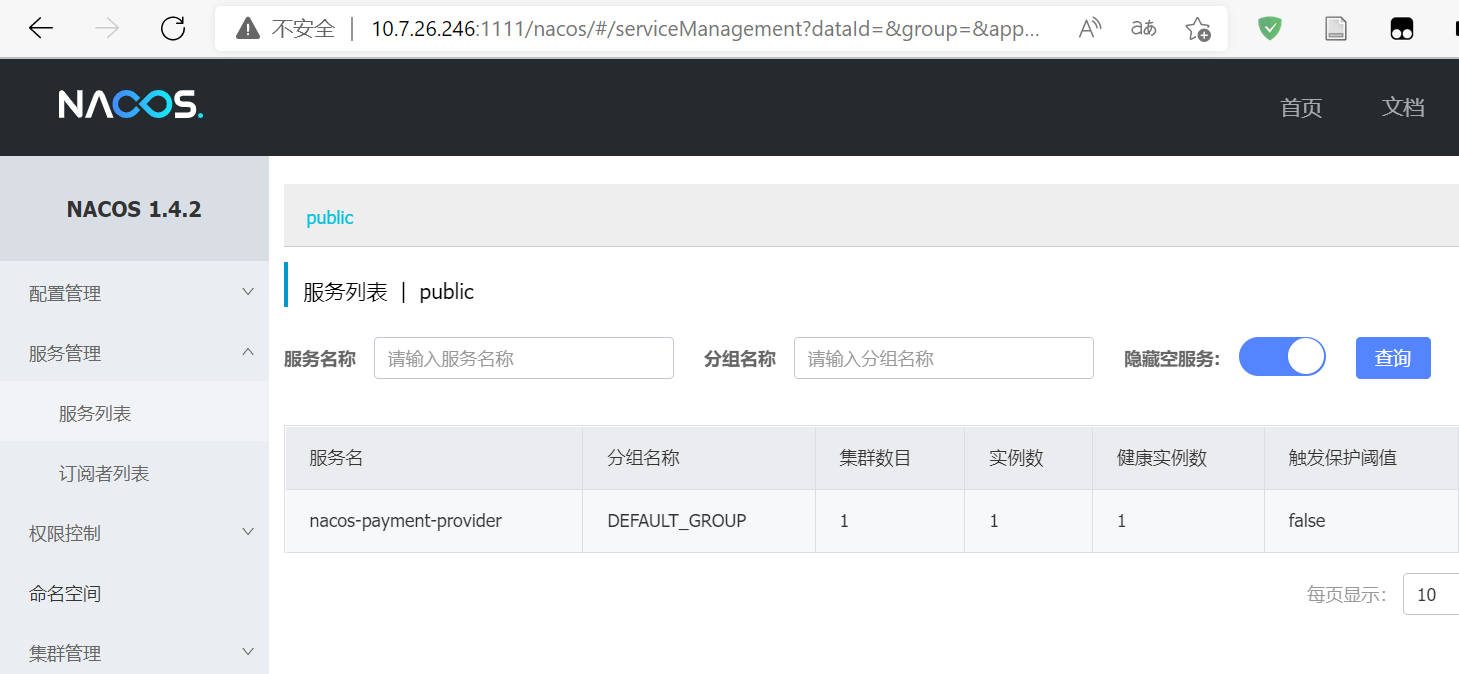 不安全 | 10.7.26.246:1111/nacos/#/serviceManagement?dataId=&group=&app...
NACOS.
首页 文档
NACOS 1.4.2
配置管理
服务管理
服务列表
订阅者列表
权限控制
命名空间
集群管理
public
服务列表 | public
服务名称 请输入服务名称 分组名称 请输入分组名称 隐藏空服务: 查询
服务名 分组名称 集群数目 实例数 健康实例数 触发保护阈值
nacos-payment-provider DEFAULT_GROUP 1 1 1 false
每页显示: 10